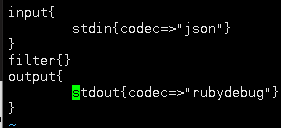 input{
        stdin{codec=>"json"}
}
filter{}
output{
        stdout{codec=>"rubydebug"}
}
~